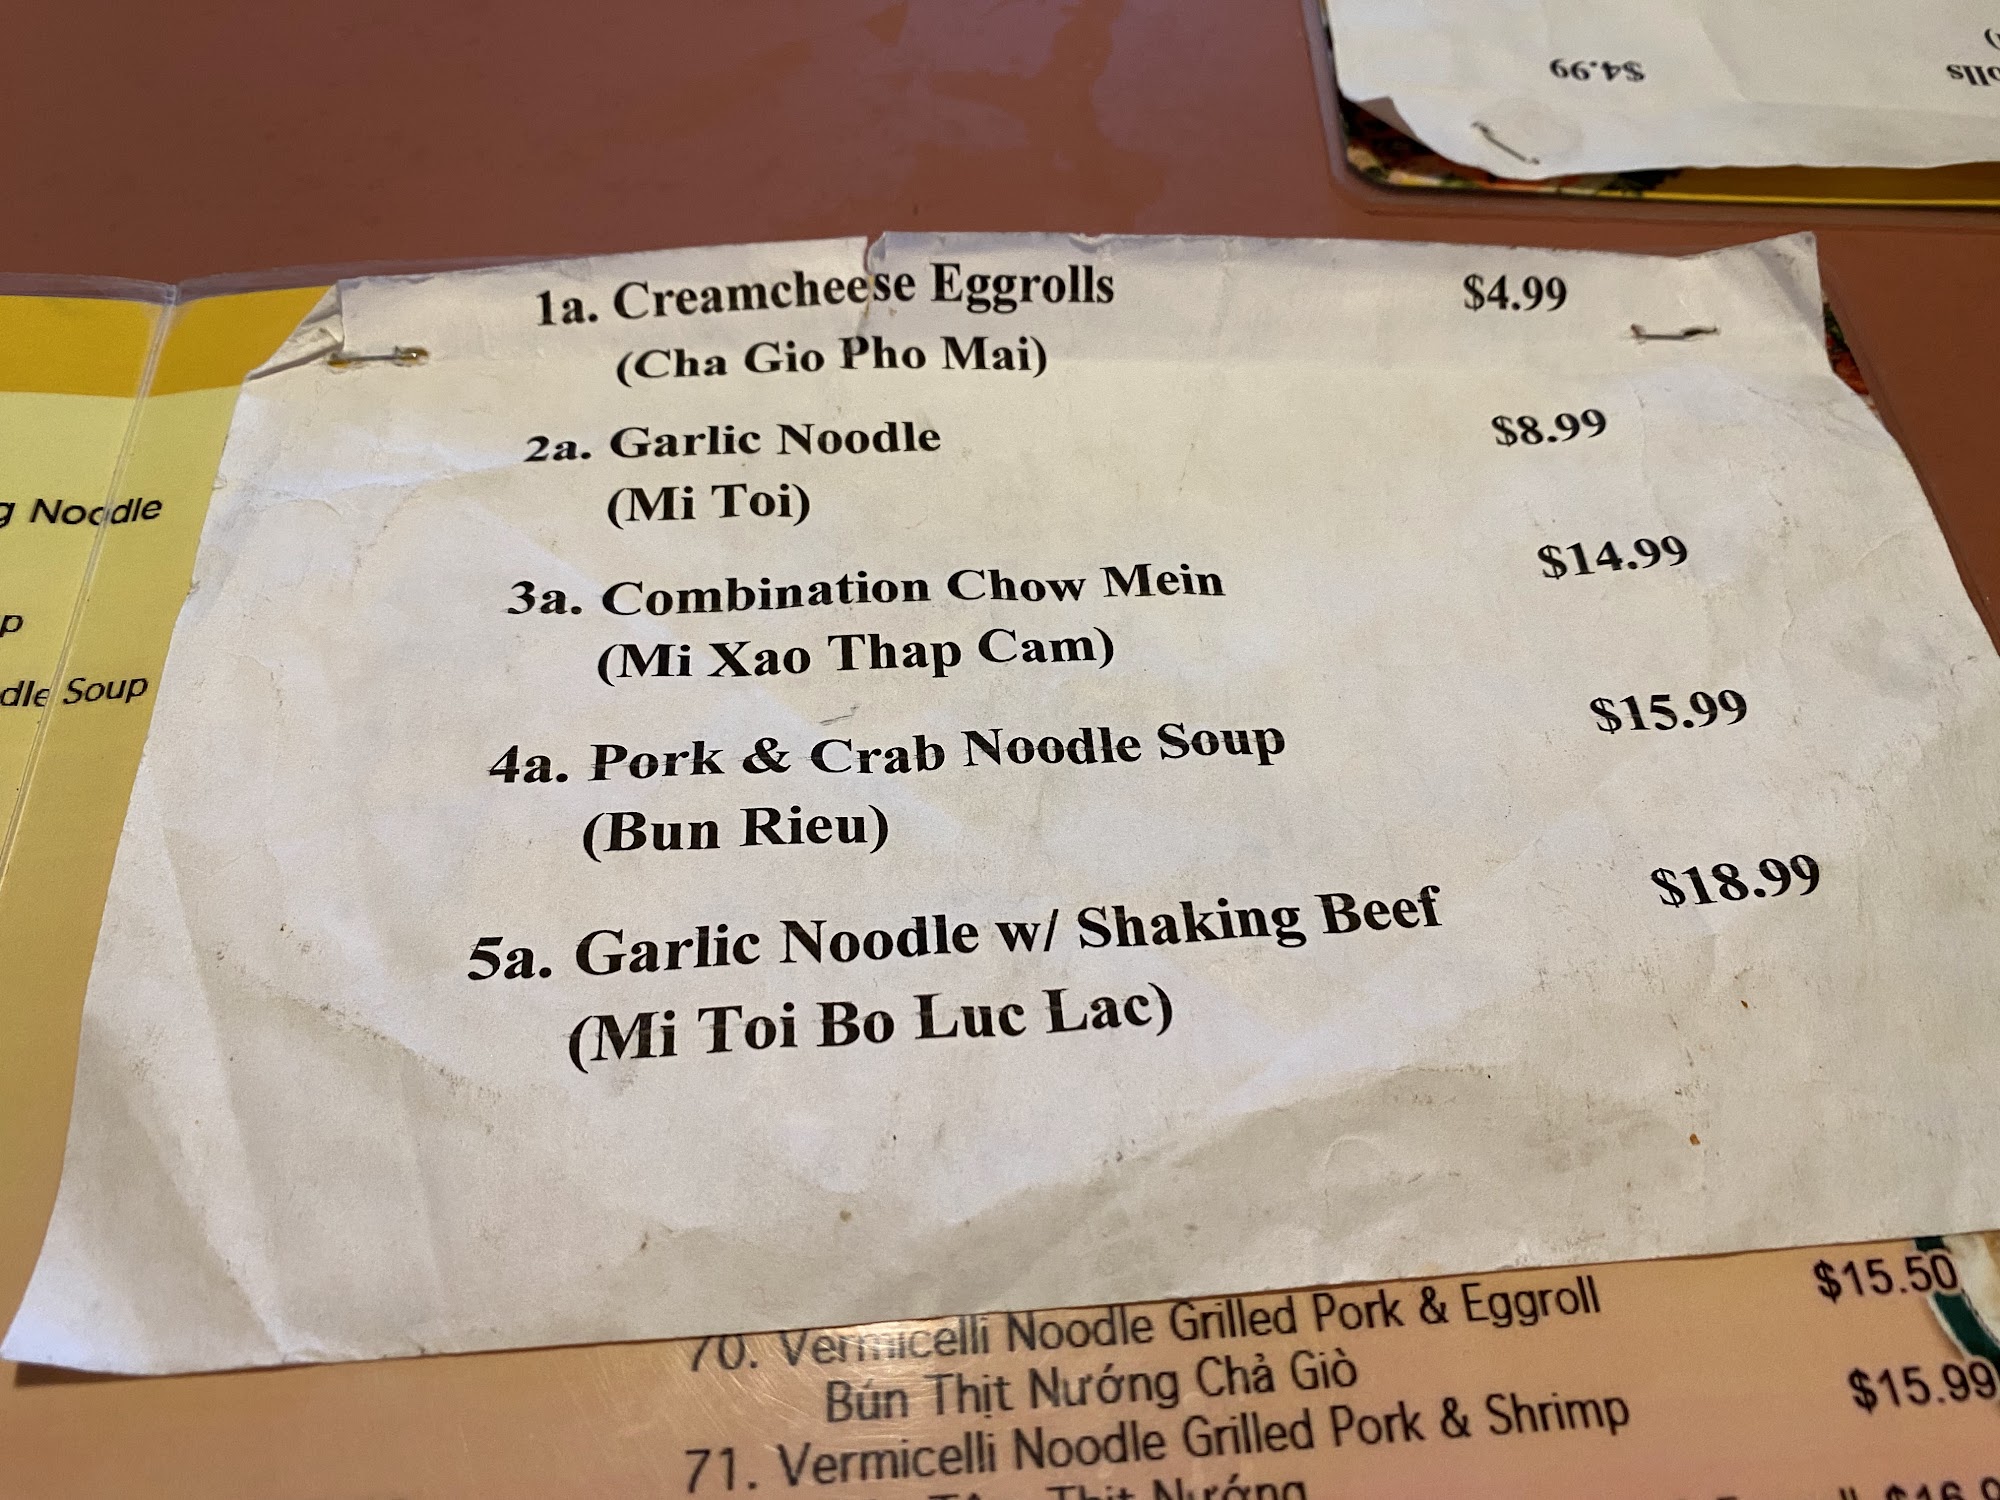 $4.99
1a. Creamcheese Eggrolls $4.99
(Cha Gio Pho Mai)
2a. Garlic Noodle $8.99
(Mi Toi)
3a. Combination Chow Mein $14.99
(Mi Xao Thap Cam)
4a. Pork & Crab Noodle Soup $15.99
(Bun Rieu)
5a. Garlic Noodle w/ Shaking Beef $18.99
(Mi Toi Bo Luc Lac)
Noodle
Soup
70. Vermicelli Noodle Grilled Pork & Eggroll $15.50
Bún Thịt Nướng Chả Giò
71. Vermicelli Noodle Grilled Pork & Shrimp $15.99
Thịt Nướng